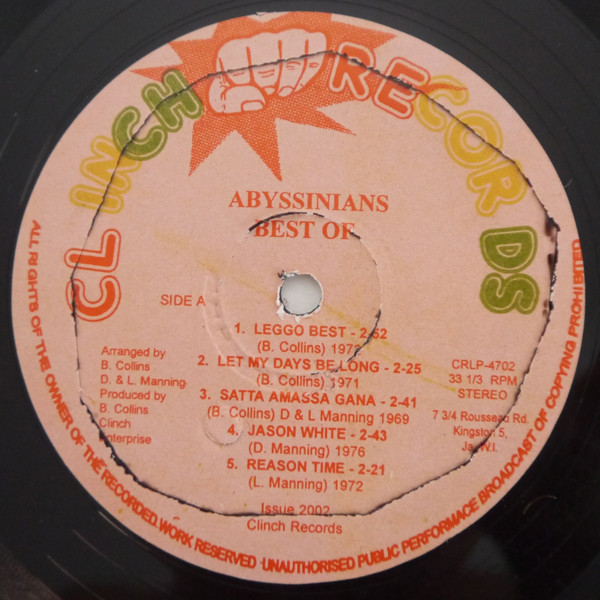 CLINCH RECORDS
ABYSSINIANS
BEST OF
SIDE A
1. LEGGO BEST - 2-52
(B. Collins) 1972
2. LET MY DAYS BE LONG - 2-25
(B. Collins) 1971
3. SATTA AMASSA GANA - 2-41
(B. Collins) D & L Manning 1969
4. JASON WHITE - 2-43
(D. Manning) 1976
5. REASON TIME - 2-21
(L. Manning) 1972
Issue 2002
Clinch Records
Arranged by
B. Collins
D. & L. Manning
Produced by
B. Collins
Clinch
Enterprise
CRLP-4702
33 1/3 RPM
STEREO
7 3/4 Rousseau Rd.
Kingston 5,
Ja. W.I.
ALL RIGHTS OF THE OWNER OF THE RECORDED.WORK RESERVED ·UNAUTHORISED PUBLIC PERFORMACE BROADCAST OF COPYING PROHIBITED